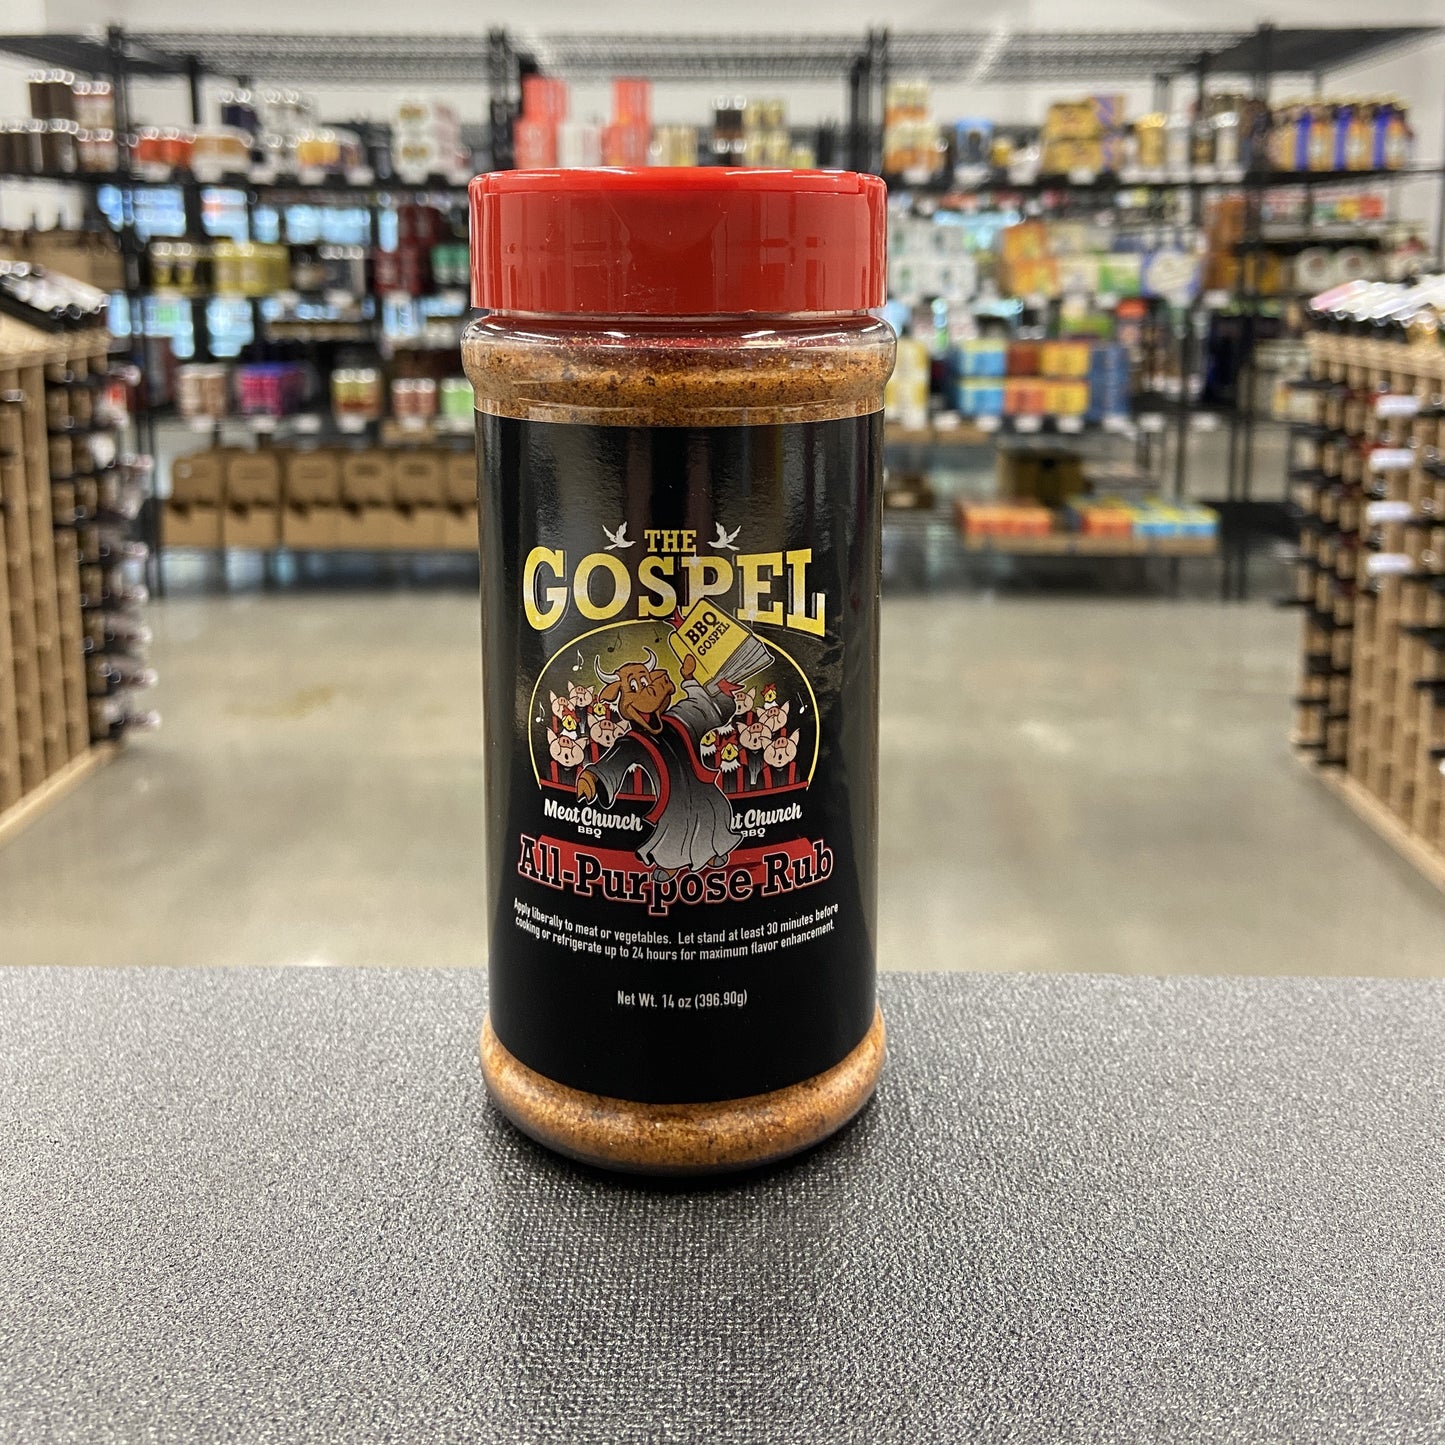 THE
GOSPEL
BBQ
GOSPEL
Meat Church
BBQ
at Church
BBQ
All-Purpose Rub
Apply liberally to meat or vegetables. Let stand at least 30 minutes before
cooking or refrigerate up to 24 hours for maximum flavor enhancement.
Net Wt. 14 oz (396.90g)